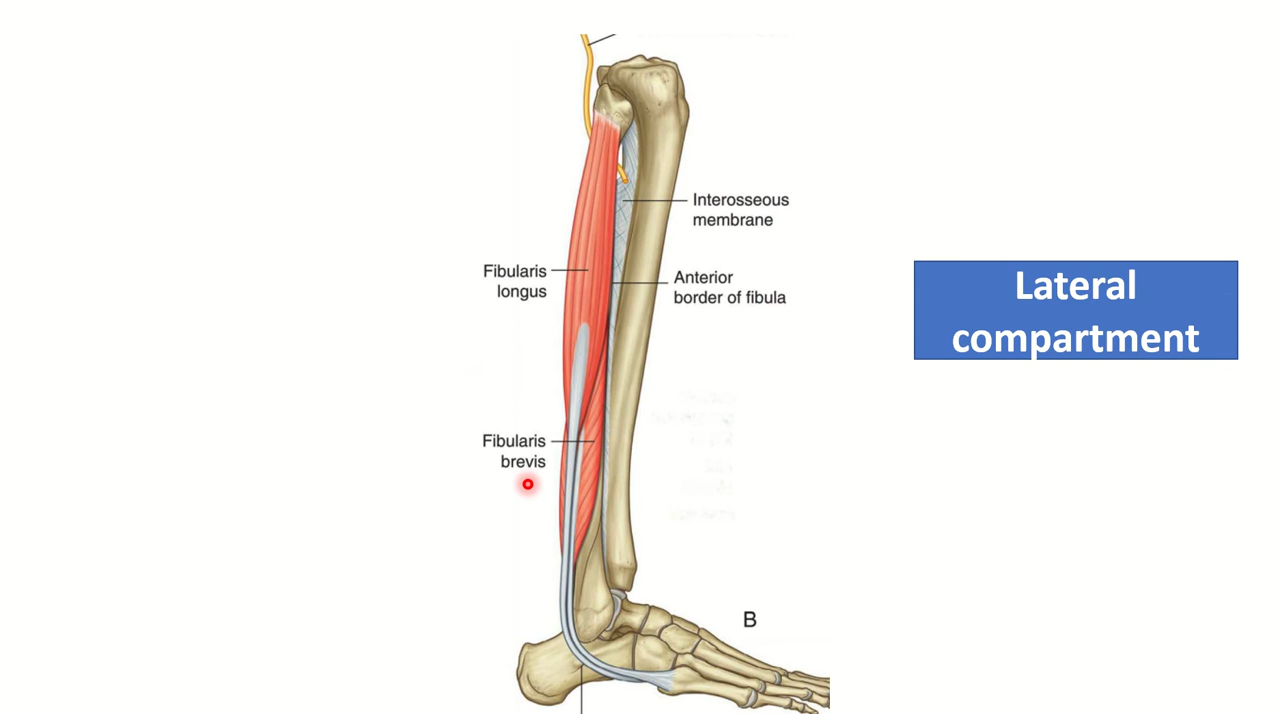 Interosseous
membrane
Fibularis
longus
Anterior
border of fibula
Lateral
compartment
Fibularis
brevis
B